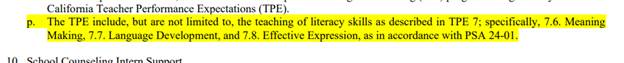 California Teacher Performance Expectations (TPE).
p. The TPE include, but are not limited to, the teaching of literacy skills as described in TPE 7; specifically, 7.6. Meaning
Making, 7.7. Language Development, and 7.8. Effective Expression, as in accordance with PSA 24-01.
10. School Counseling Intern Support